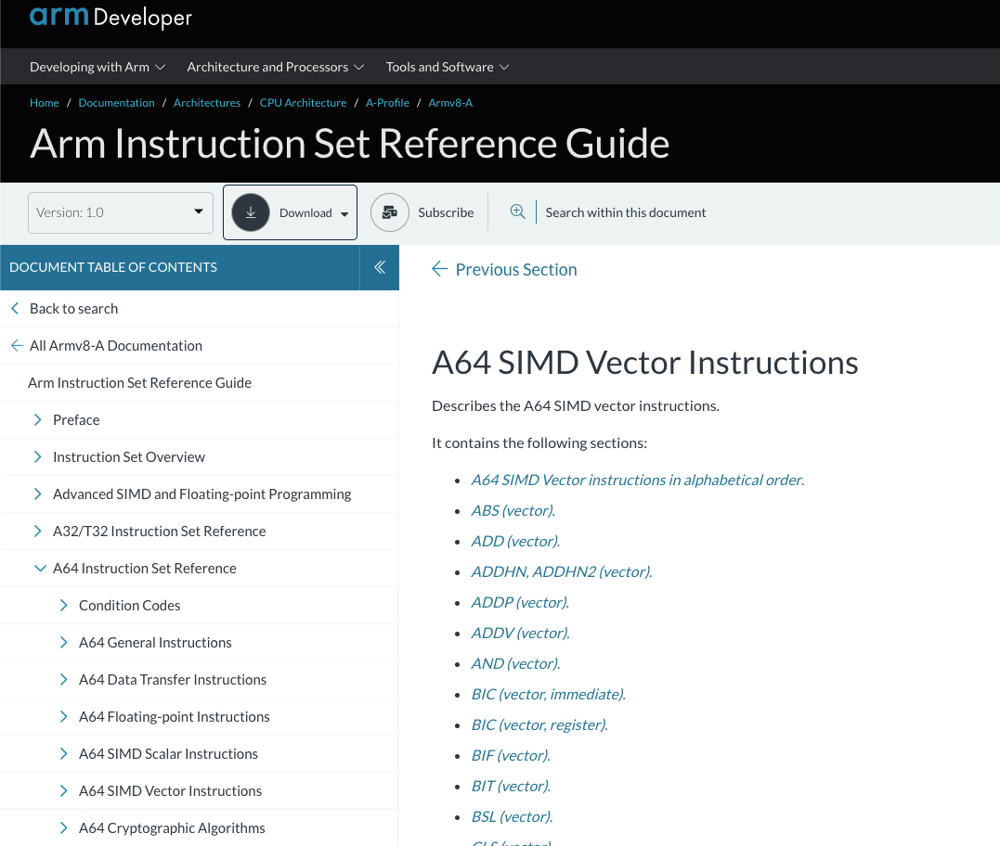 arm Developer
Developing with Arm Architecture and Processors Tools and Software
Home / Documentation / Architectures / CPU Architecture / A-Profile / Armv8-A
Arm Instruction Set Reference Guide
Version: 1.0 Download Subscribe Search within this document
DOCUMENT TABLE OF CONTENTS
Back to search
All Armv8-A Documentation
Arm Instruction Set Reference Guide
Preface
Instruction Set Overview
Advanced SIMD and Floating-point Programming
A32/T32 Instruction Set Reference
A64 Instruction Set Reference
Condition Codes
A64 General Instructions
A64 Data Transfer Instructions
A64 Floating-point Instructions
A64 SIMD Scalar Instructions
A64 SIMD Vector Instructions
A64 Cryptographic Algorithms
Previous Section
A64 SIMD Vector Instructions
Describes the A64 SIMD vector instructions.
It contains the following sections:
A64 SIMD Vector instructions in alphabetical order.
ABS (vector).
ADD (vector).
ADDHN, ADDHN2 (vector).
ADDP (vector).
ADDV (vector).
AND (vector).
BIC (vector, immediate).
BIC (vector, register).
BIF (vector).
BIT (vector).
BSL (vector).